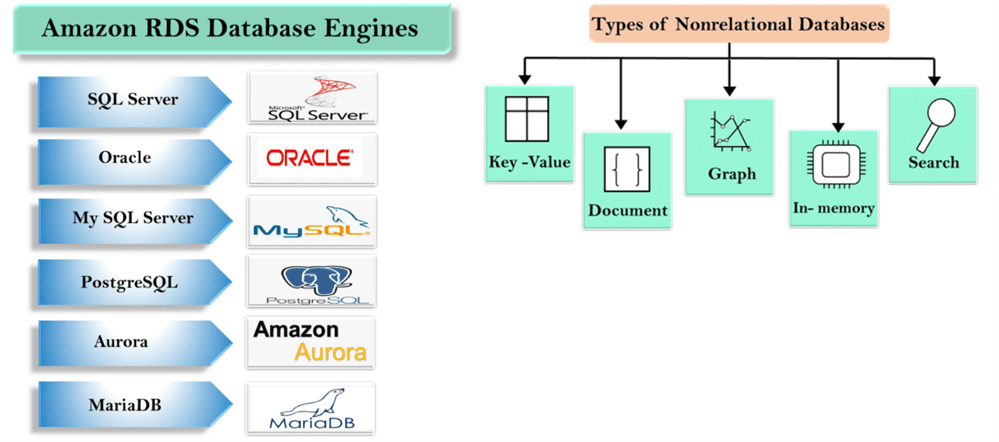 Amazon RDS Database Engines
SQL Server
Microsoft®
SQL Server®
Oracle
ORACLE®
My SQL Server
MySQL®
PostgreSQL
PostgreSQL
Aurora
Amazon
Aurora
MariaDB
MariaDB
Types of Nonrelational Databases
Key -Value
{ }
Document
Graph
In- memory
Search